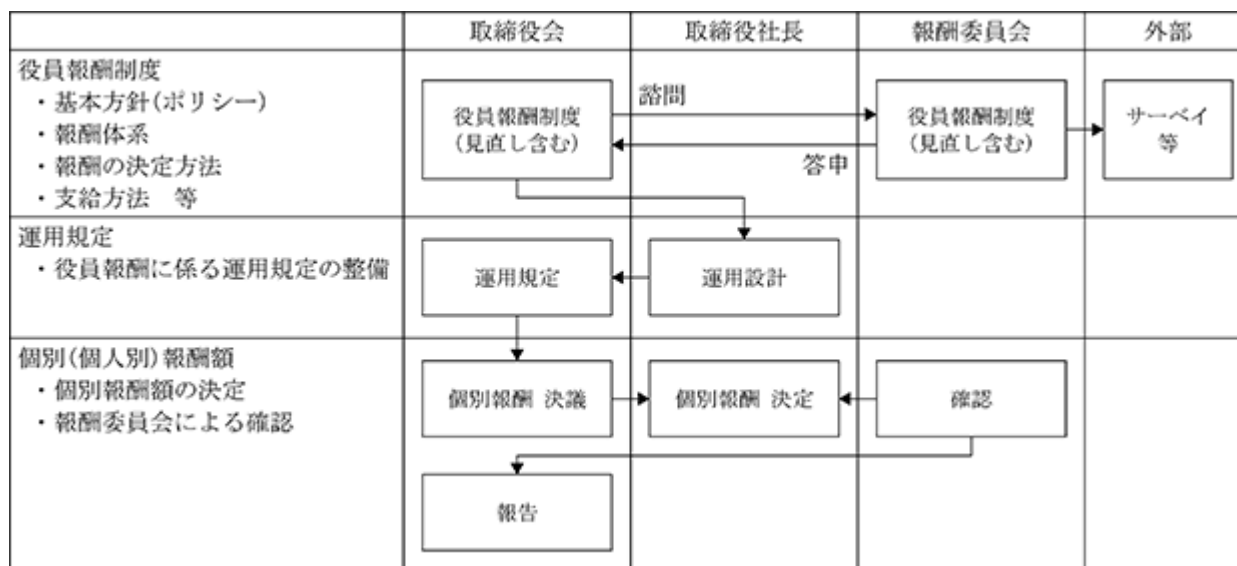 取締役会 取締役社長 報酬委員会 外部
役員報酬制度
・基本方針(ポリシー)
・報酬体系
・報酬の決定方法
・支給方法　等
役員報酬制度
(見直し含む)
諮問
答申
役員報酬制度
(見直し含む)
サーベイ
等
運用規定
・役員報酬に係る運用規定の整備
運用規定
運用設計
個別(個人別)報酬額
・個別報酬額の決定
・報酬委員会による確認
個別報酬 決議
個別報酬 決定
確認
報告